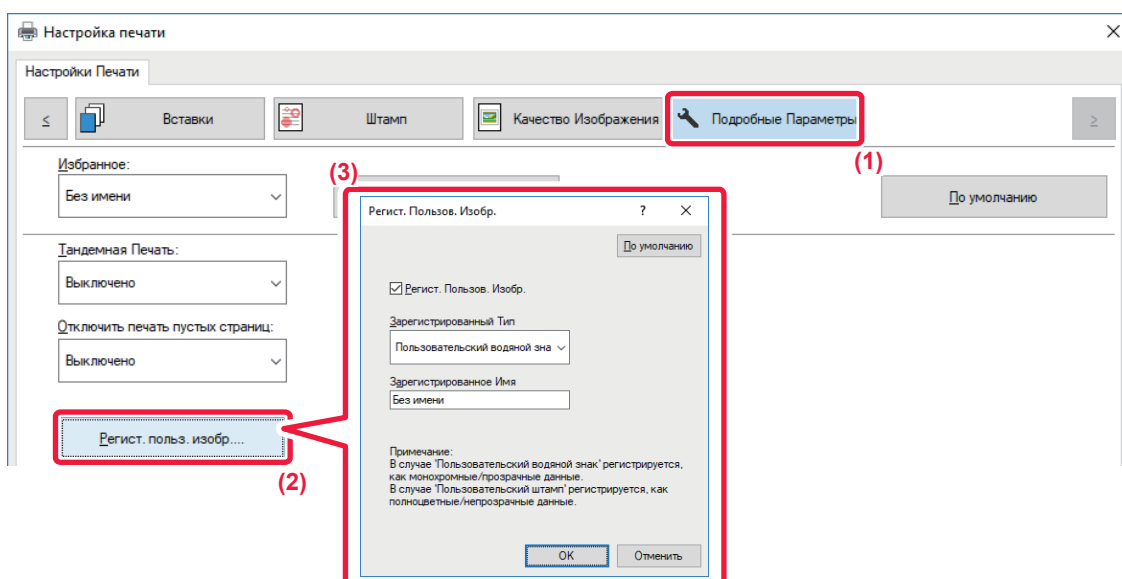 Настройка печати
Настройки Печати
≤
Вставки
Штамп
Качество Изображения
Подробные Параметры
≥
(1)
Избранное:
Без имени
По умолчанию
Тандемная Печать:
Выключено
Отключить печать пустых страниц:
Выключено
Регист. польз. изобр....
(2)
(3)
Регист. Пользов. Изобр.
?
По умолчанию
Регист. Пользов. Изобр.
Зарегистрированный Тип
Пользовательский водяной зна
Зарегистрированное Имя
Без имени
Примечание:
В случае 'Пользовательский водяной знак' регистрируется,
как монохромные/прозрачные данные.
В случае 'Пользовательский штамп' регистрируется, как
полноцветные/непрозрачные данные.
OK
Отменить